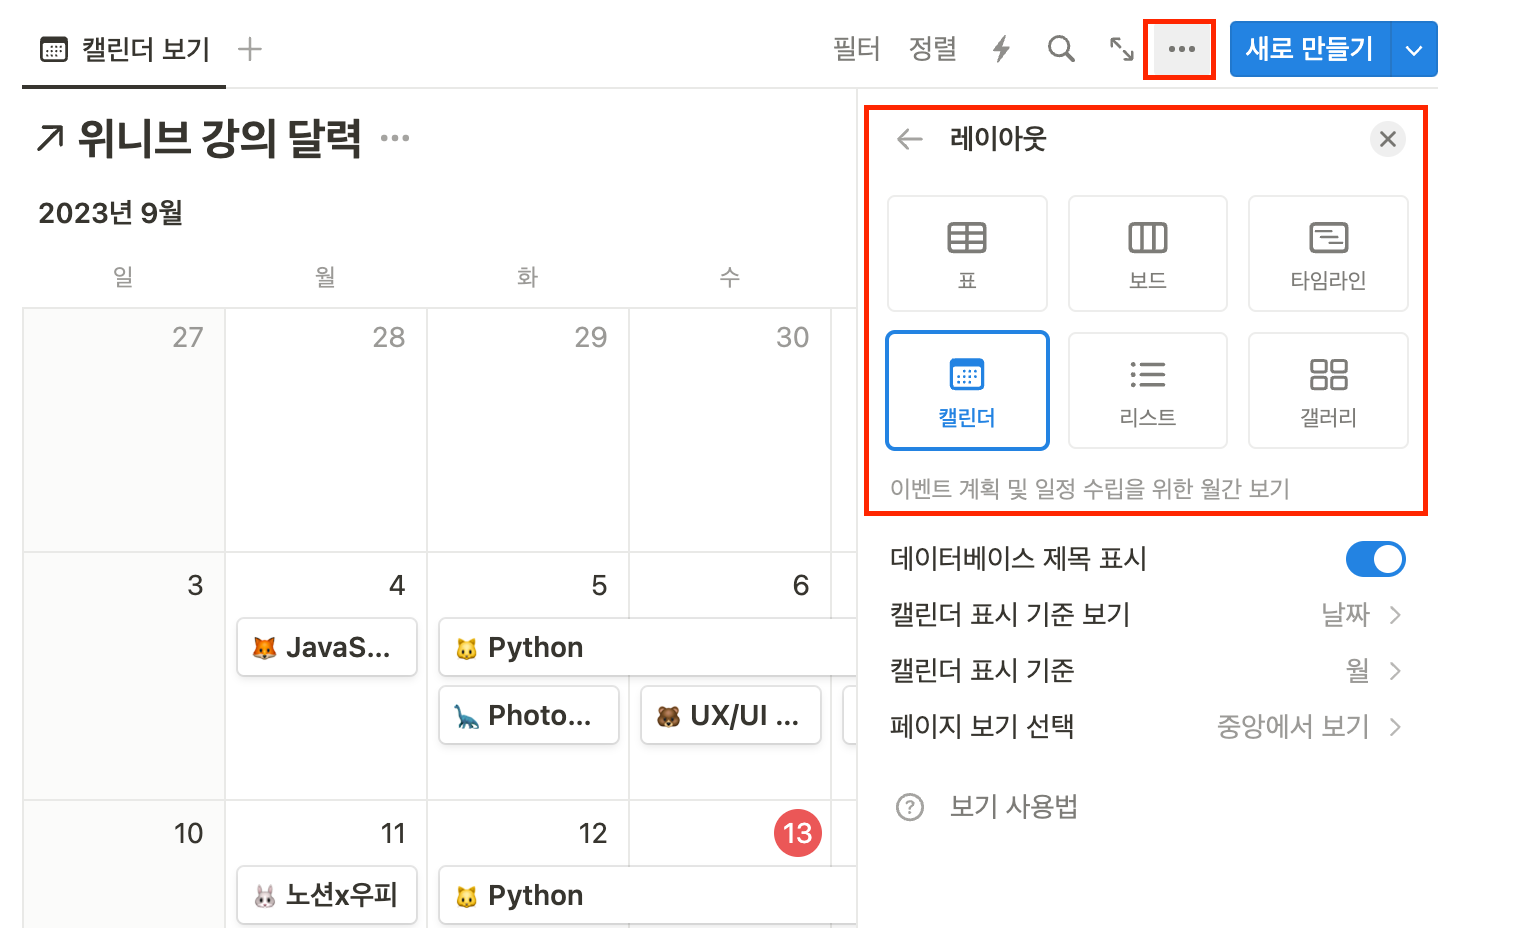 캘린더 보기
필터 정렬 새로 만들기
위니브 강의 달력
2023년 9월
일 월 화 수
27 28 29 30
3 4 5 6
JavaS... Python
Photo... UX/UI ...
10 11 12 13
노션x우피 Python
레이아웃
표 보드 타임라인
캘린더 리스트 갤러리
이벤트 계획 및 일정 수립을 위한 월간 보기
데이터베이스 제목 표시
캘린더 표시 기준 보기 날짜
캘린더 표시 기준 월
페이지 보기 선택 중앙에서 보기
? 보기 사용법